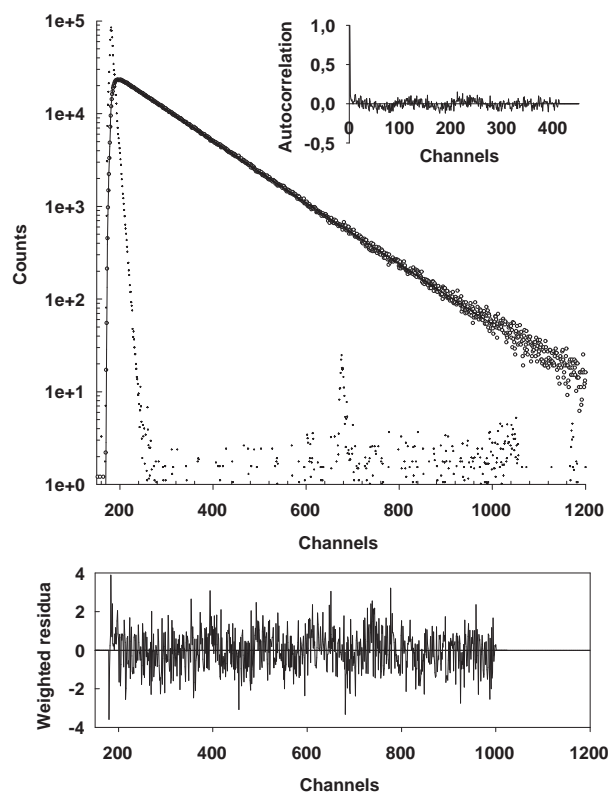 1e+5
1e+4
1e+3
1e+2
1e+1
1e+0
Counts
200 400 600 800 1000 1200
Channels
1,0
0,5
0,0
-0,5
Autocorrelation
0 100 200 300 400
Channels
4
2
0
-2
-4
Weighted residua
200 400 600 800 1000 1200
Channels